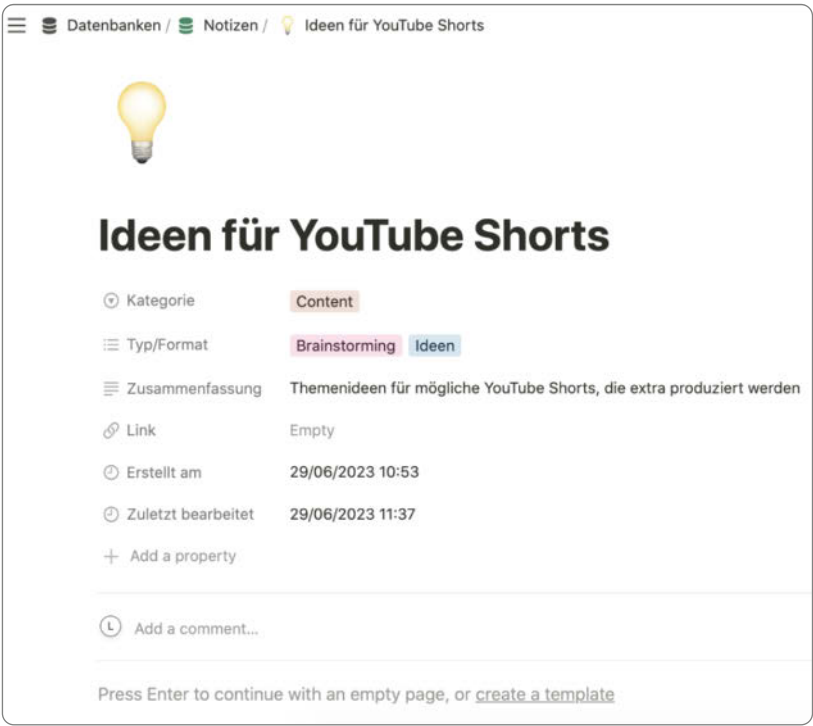 Datenbanken / Notizen / Ideen für YouTube Shorts
Ideen für YouTube Shorts
Kategorie Content
Typ/Format Brainstorming Ideen
Zusammenfassung Themenideen für mögliche YouTube Shorts, die extra produziert werden
Link Empty
Erstellt am 29/06/2023 10:53
Zuletzt bearbeitet 29/06/2023 11:37
+ Add a property
L Add a comment...
Press Enter to continue with an empty page, or create a template